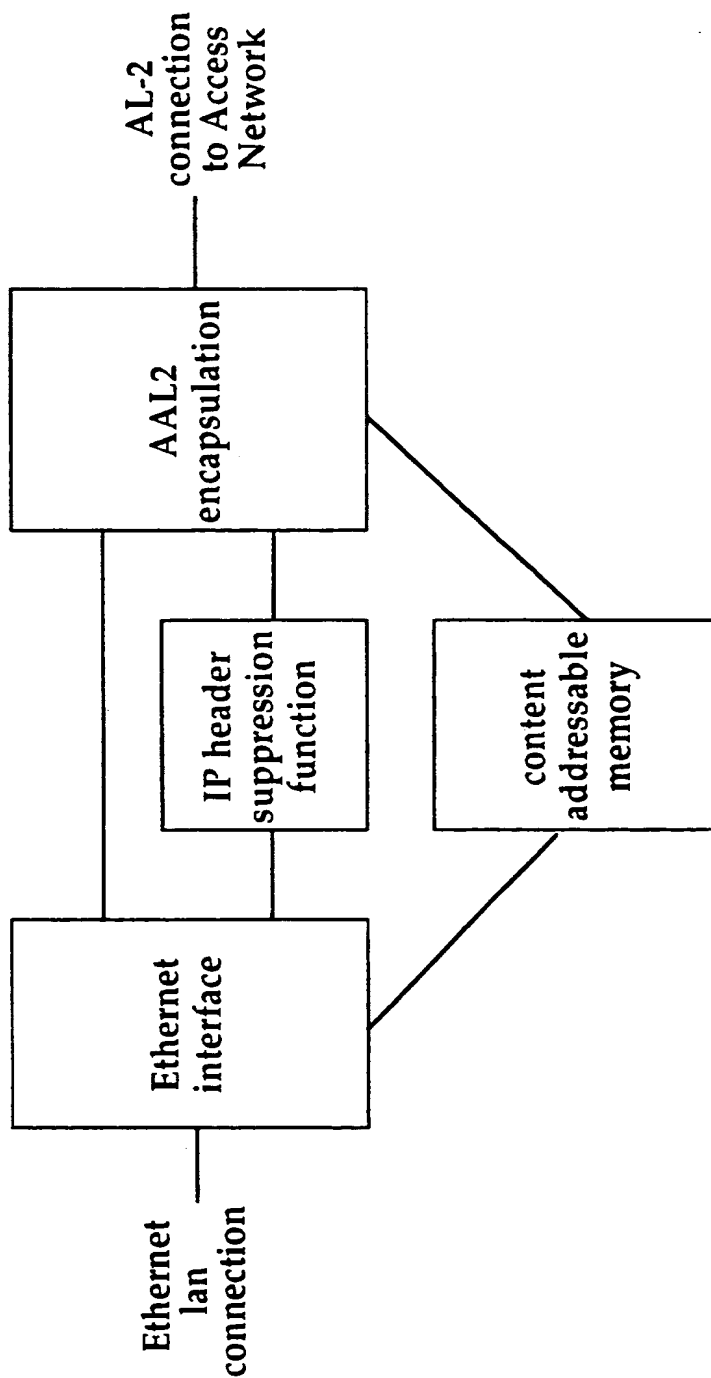 Ethernet
lan
connection
Ethernet
interface
IP header
suppression
function
content
addressable
memory
AAL2
encapsulation
AL-2
connection
to Access
Network